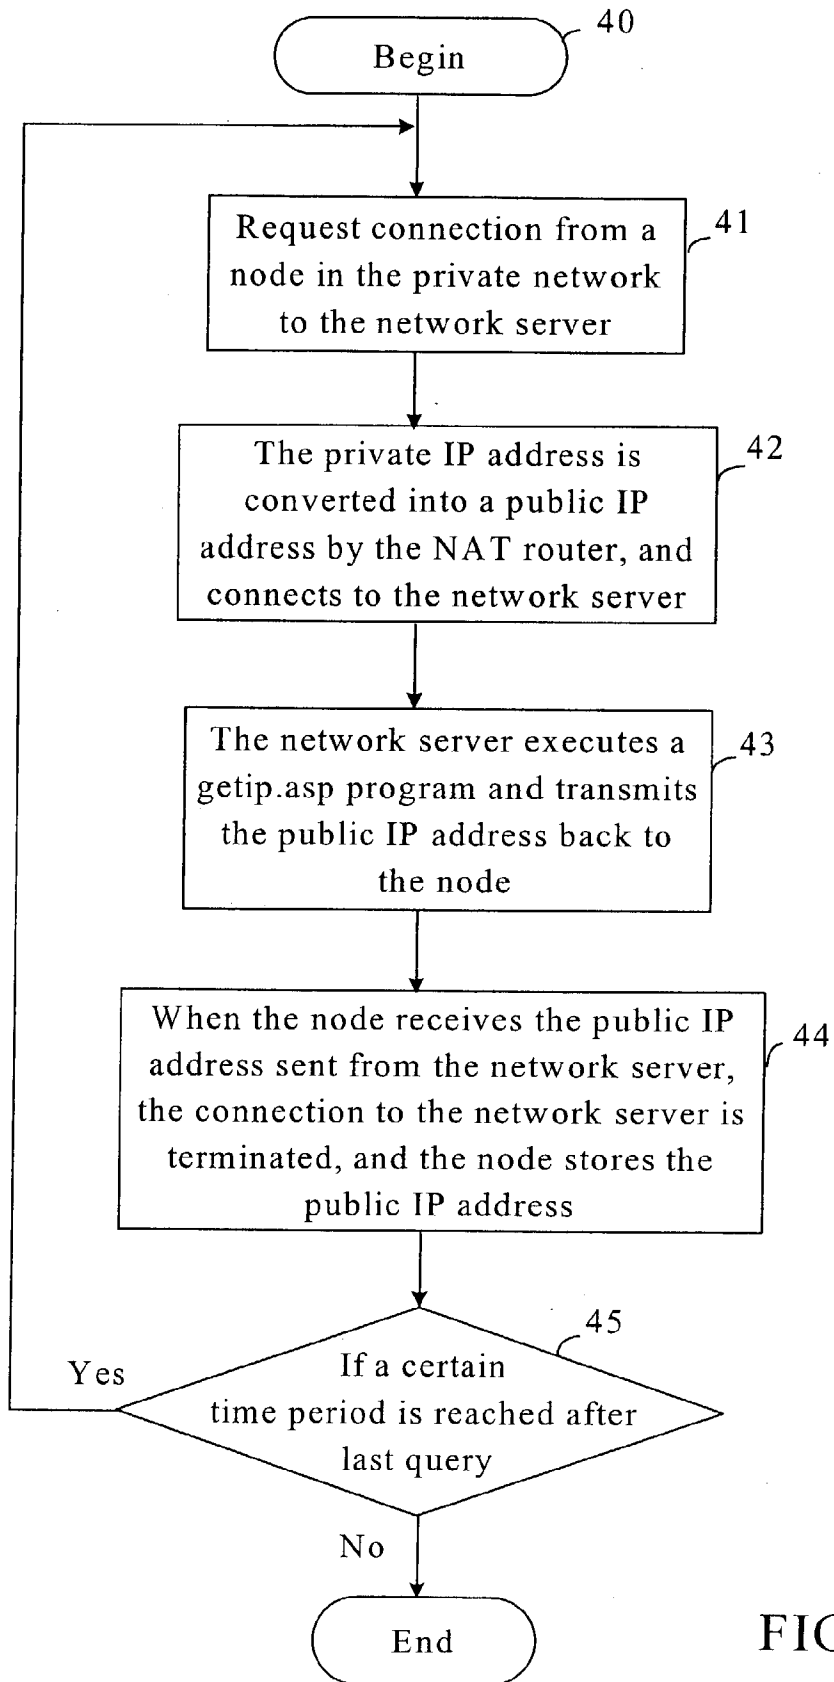 40
Begin
41
Request connection from a
node in the private network
to the network server
42
The private IP address is
converted into a public IP
address by the NAT router, and
connects to the network server
43
The network server executes a
getip.asp program and transmits
the public IP address back to
the node
44
When the node receives the public IP
address sent from the network server,
the connection to the network server is
terminated, and the node stores the
public IP address
45
Yes
If a certain
time period is reached after
last query
No
End